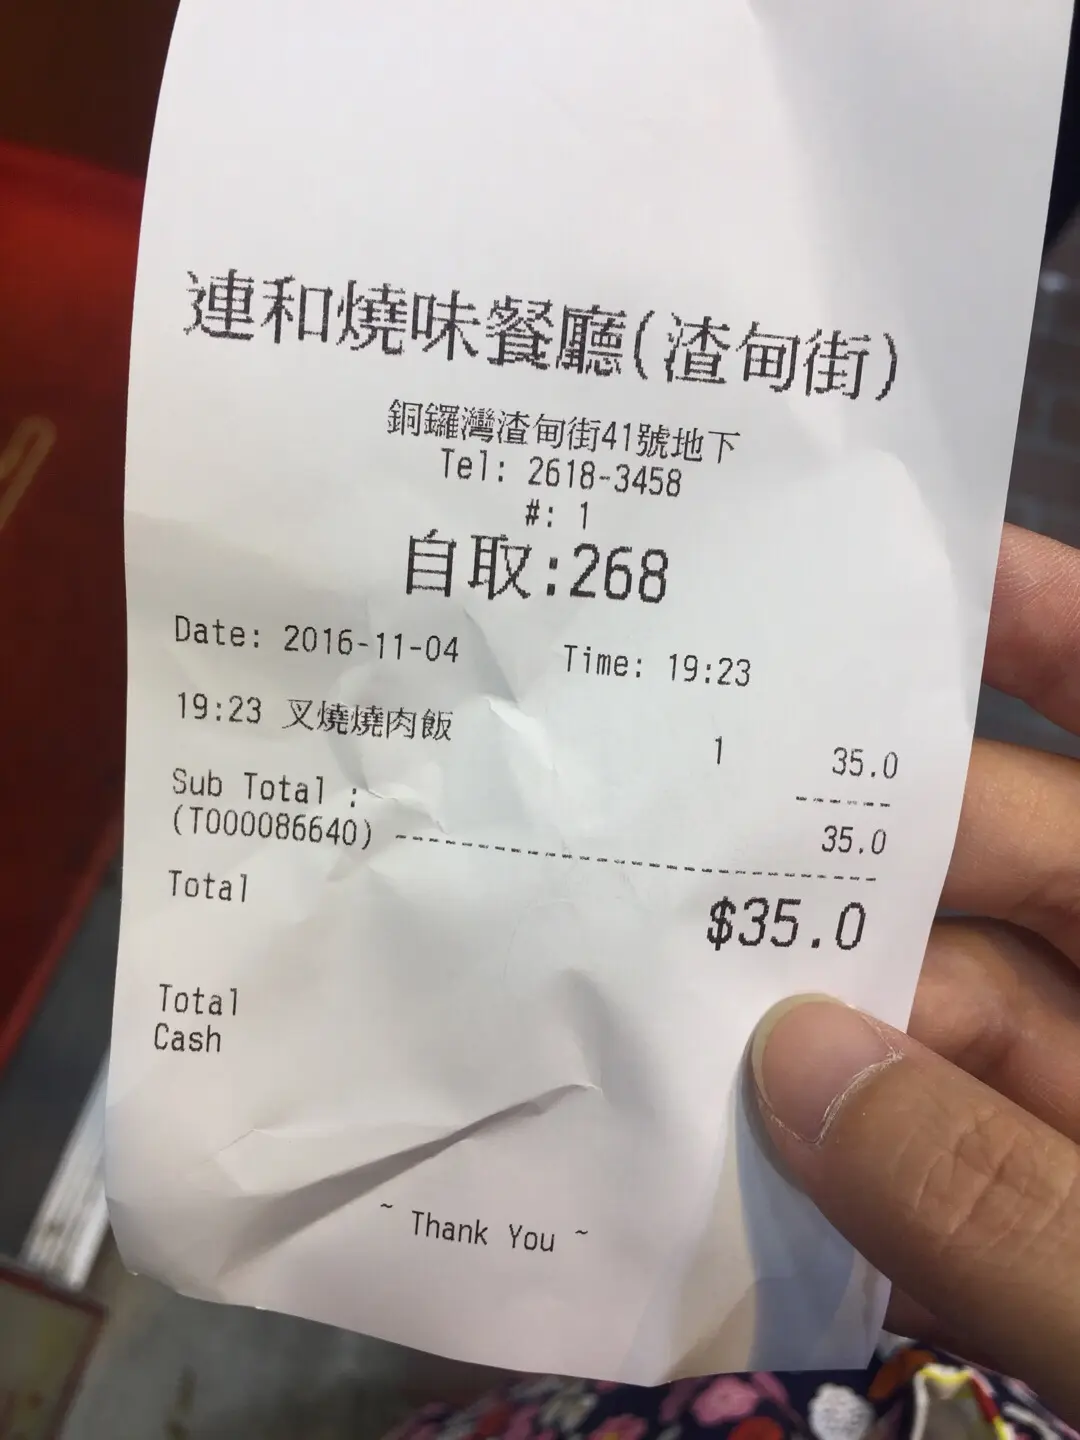 連和燒味餐廳(渣甸街)
銅鑼灣渣甸街41號地下
Tel: 2618-3458
#: 1
自取:268
Date: 2016-11-04 Time: 19:23
19:23 叉燒燒肉飯 1 35.0
Sub Total : 35.0
(T000086640)
Total $35.0
Total
Cash
~ Thank You ~